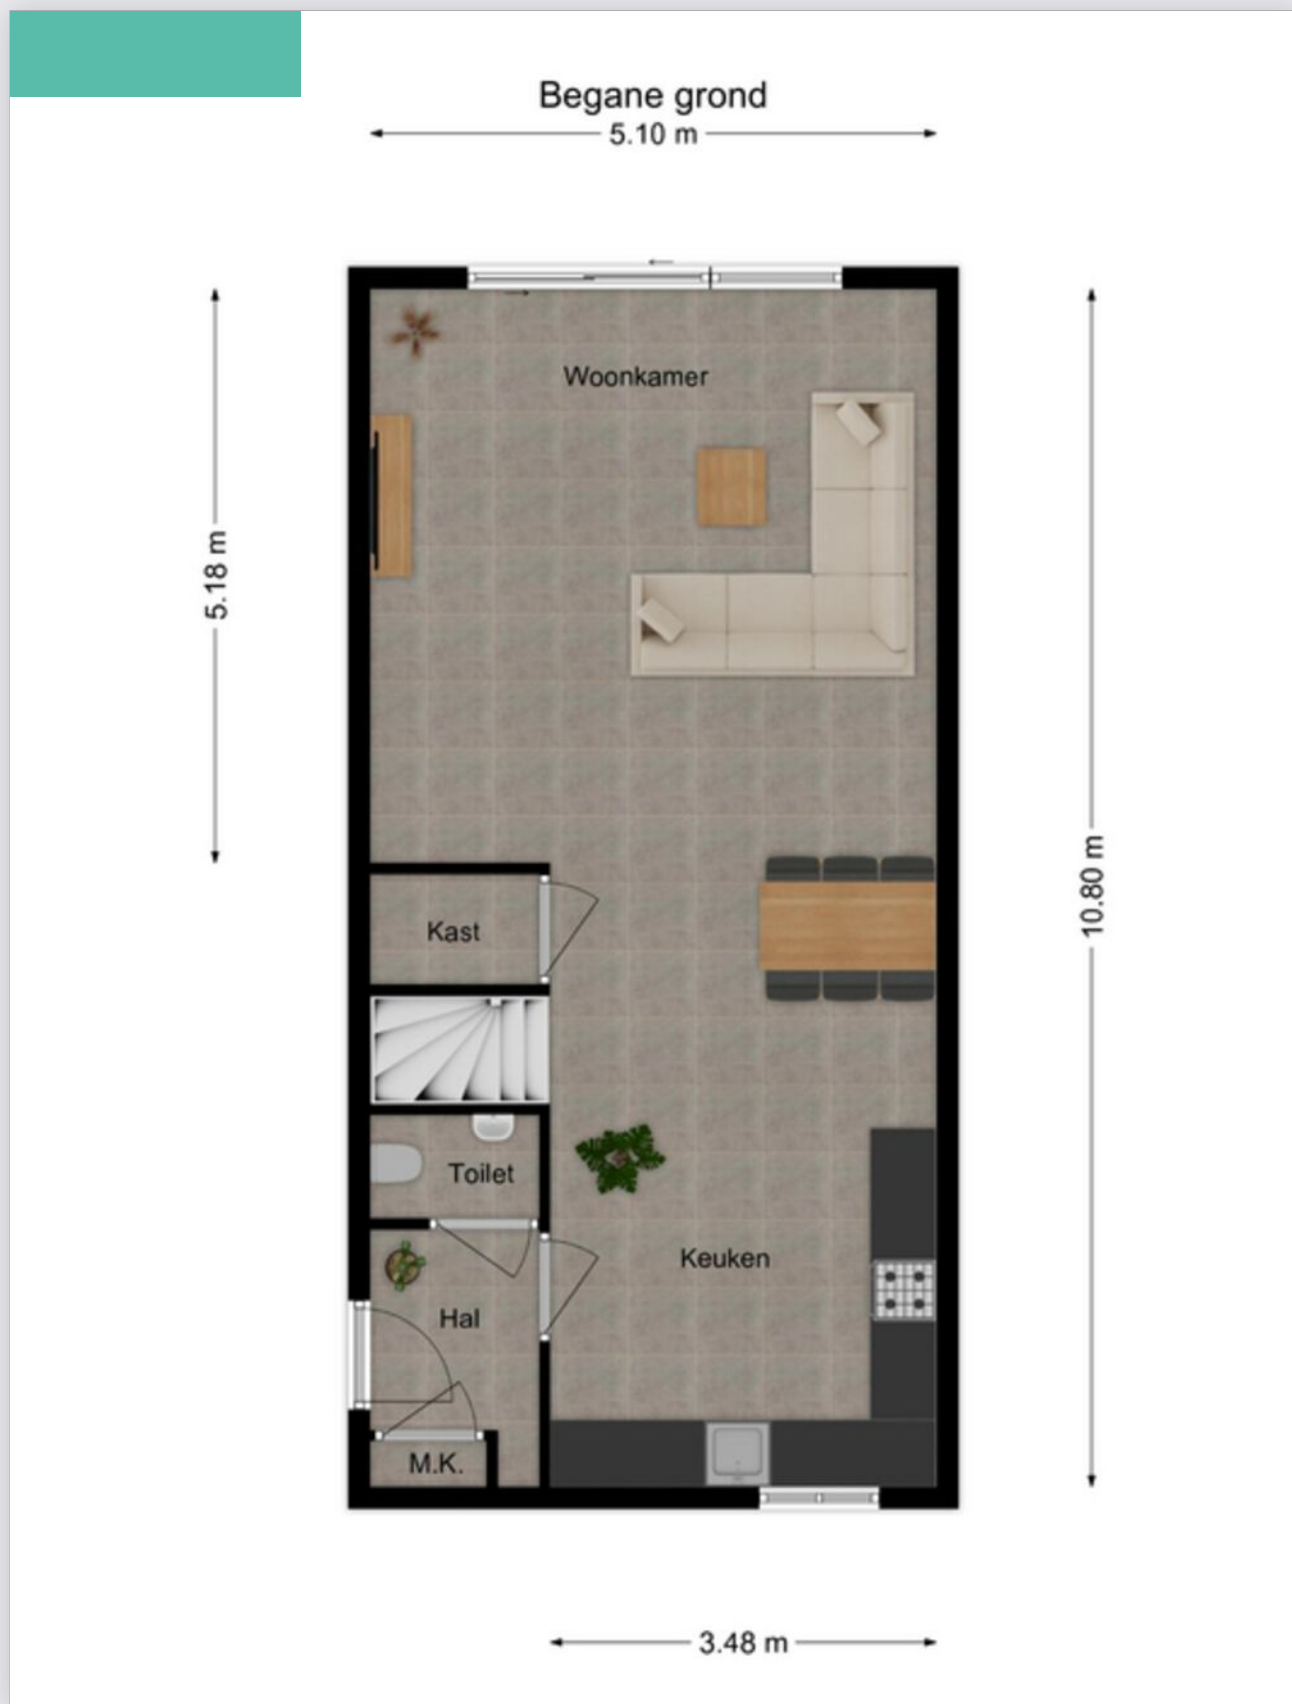 Begane grond
5.10 m
Woonkamer
5.18 m
10.80 m
Kast
Toilet
Keuken
Hal
M.K.
3.48 m